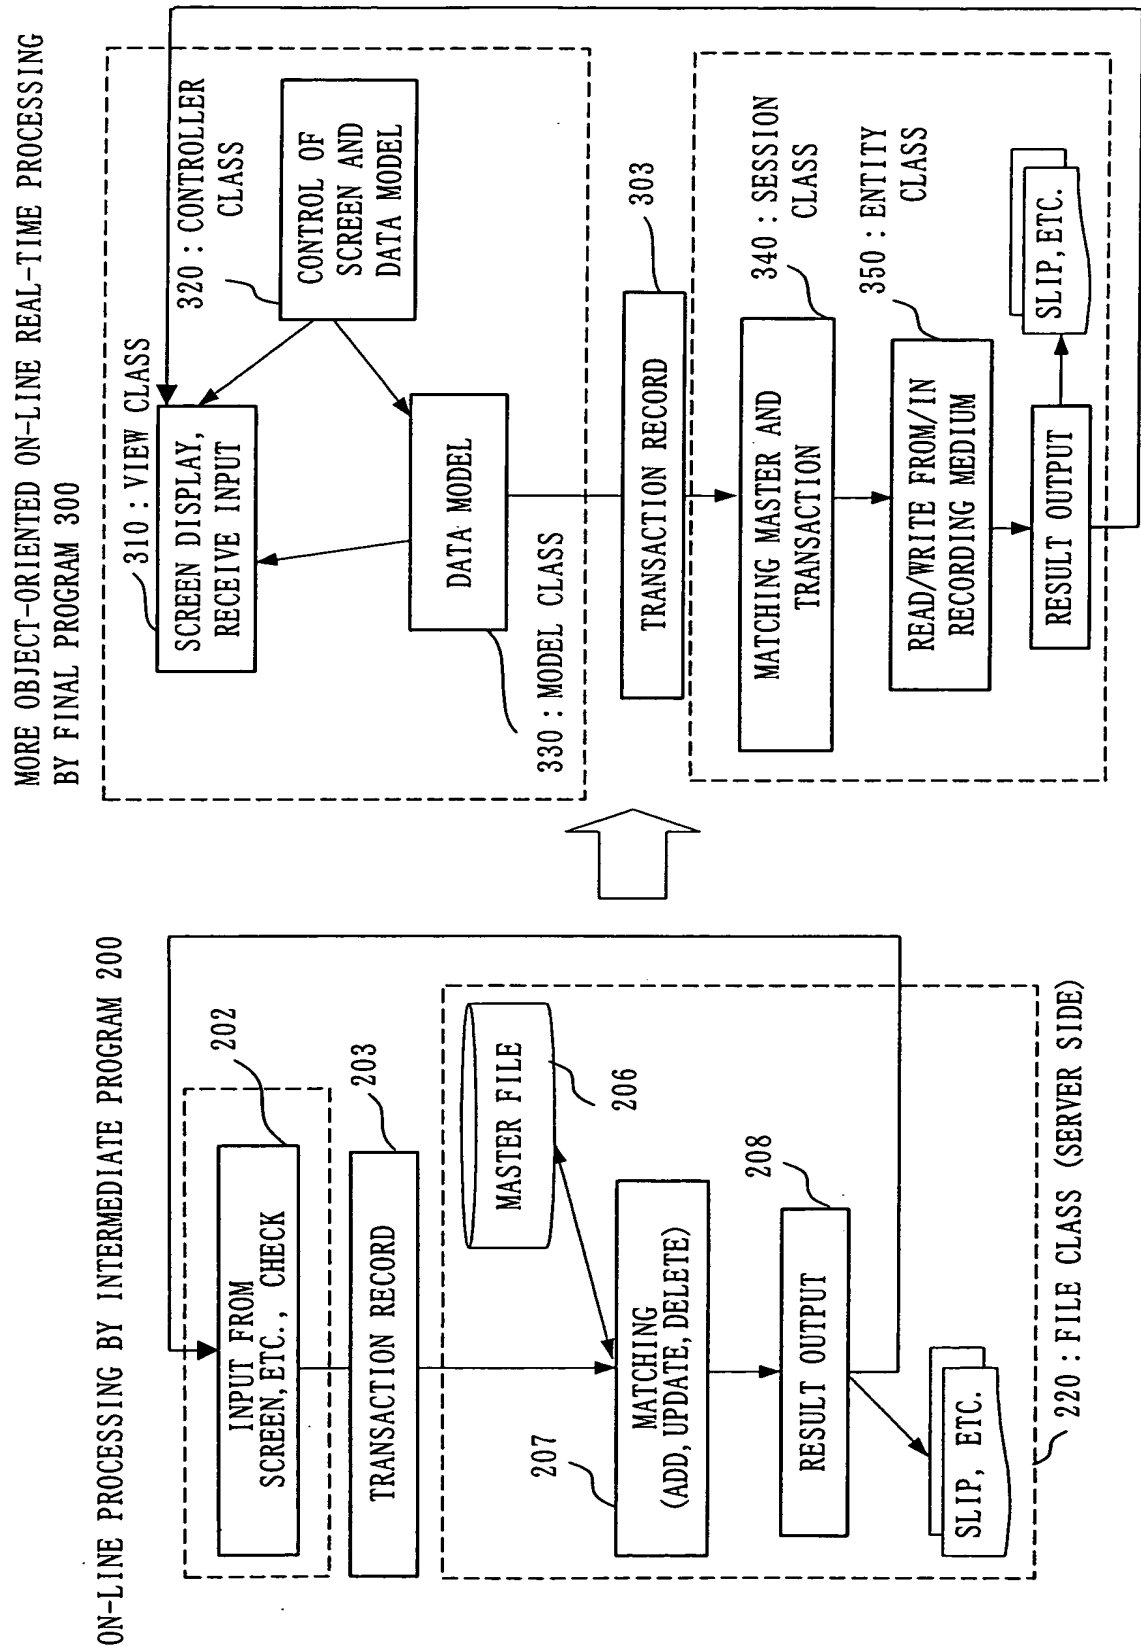 ON-LINE PROCESSING BY INTERMEDIATE PROGRAM 200
202
INPUT FROM
SCREEN, ETC., CHECK
203
TRANSACTION RECORD
MASTER FILE
206
207
MATCHING
(ADD, UPDATE, DELETE)
208
RESULT OUTPUT
SLIP, ETC.
220 : FILE CLASS (SERVER SIDE)
MORE OBJECT-ORIENTED ON-LINE REAL-TIME PROCESSING
BY FINAL PROGRAM 300
310 : VIEW CLASS
SCREEN DISPLAY,
RECEIVE INPUT
320 : CONTROLLER
CLASS
CONTROL OF
SCREEN AND
DATA MODEL
DATA MODEL
330 : MODEL CLASS
303
TRANSACTION RECORD
340 : SESSION
CLASS
MATCHING MASTER AND
TRANSACTION
350 : ENTITY
CLASS
READ/WRITE FROM/IN
RECORDING MEDIUM
RESULT OUTPUT
SLIP, ETC.